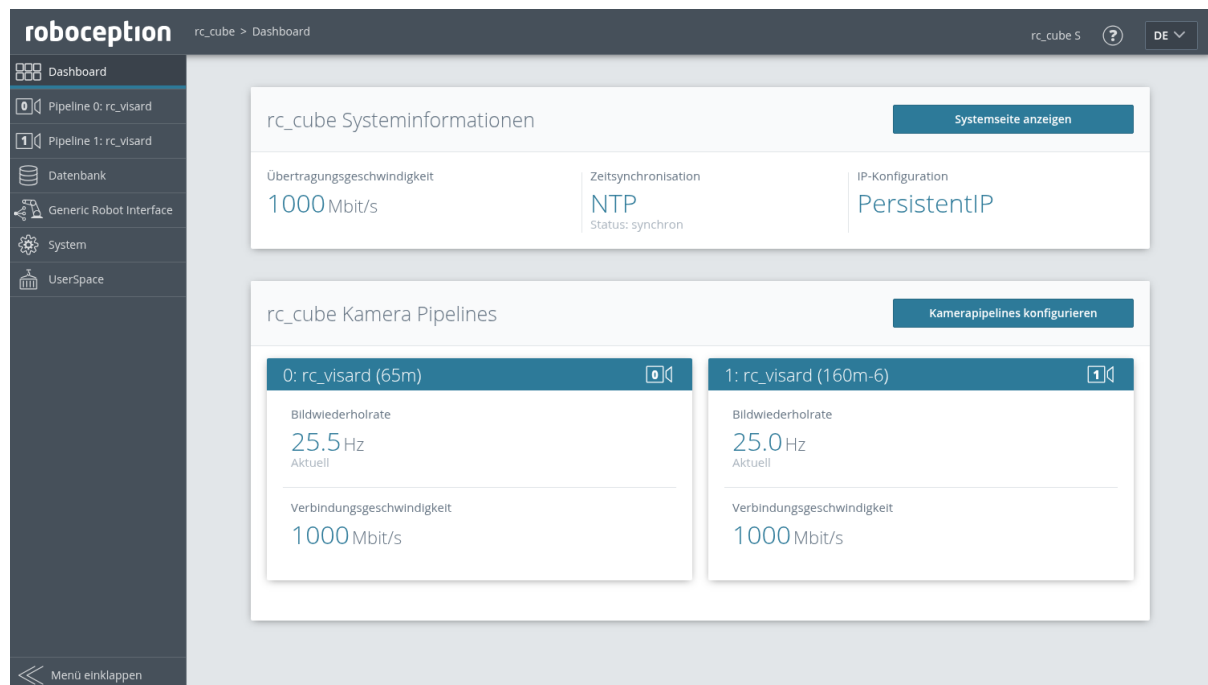 roboception
rc_cube > Dashboard
rc_cube S
?
DE
Dashboard
0 Pipeline 0: rc_visard
1 Pipeline 1: rc_visard
Datenbank
Generic Robot Interface
System
UserSpace
Menü einklappen
rc_cube Systeminformationen
Systemseite anzeigen
Übertragungsgeschwindigkeit
1000 Mbit/s
Zeitsynchronisation
NTP
Status: synchron
IP-Konfiguration
PersistentIP
rc_cube Kamera Pipelines
Kamerapipelines konfigurieren
0: rc_visard (65m) 0
Bildwiederholrate
25.5 Hz
Aktuell
Verbindungsgeschwindigkeit
1000 Mbit/s
1: rc_visard (160m-6) 1
Bildwiederholrate
25.0 Hz
Aktuell
Verbindungsgeschwindigkeit
1000 Mbit/s